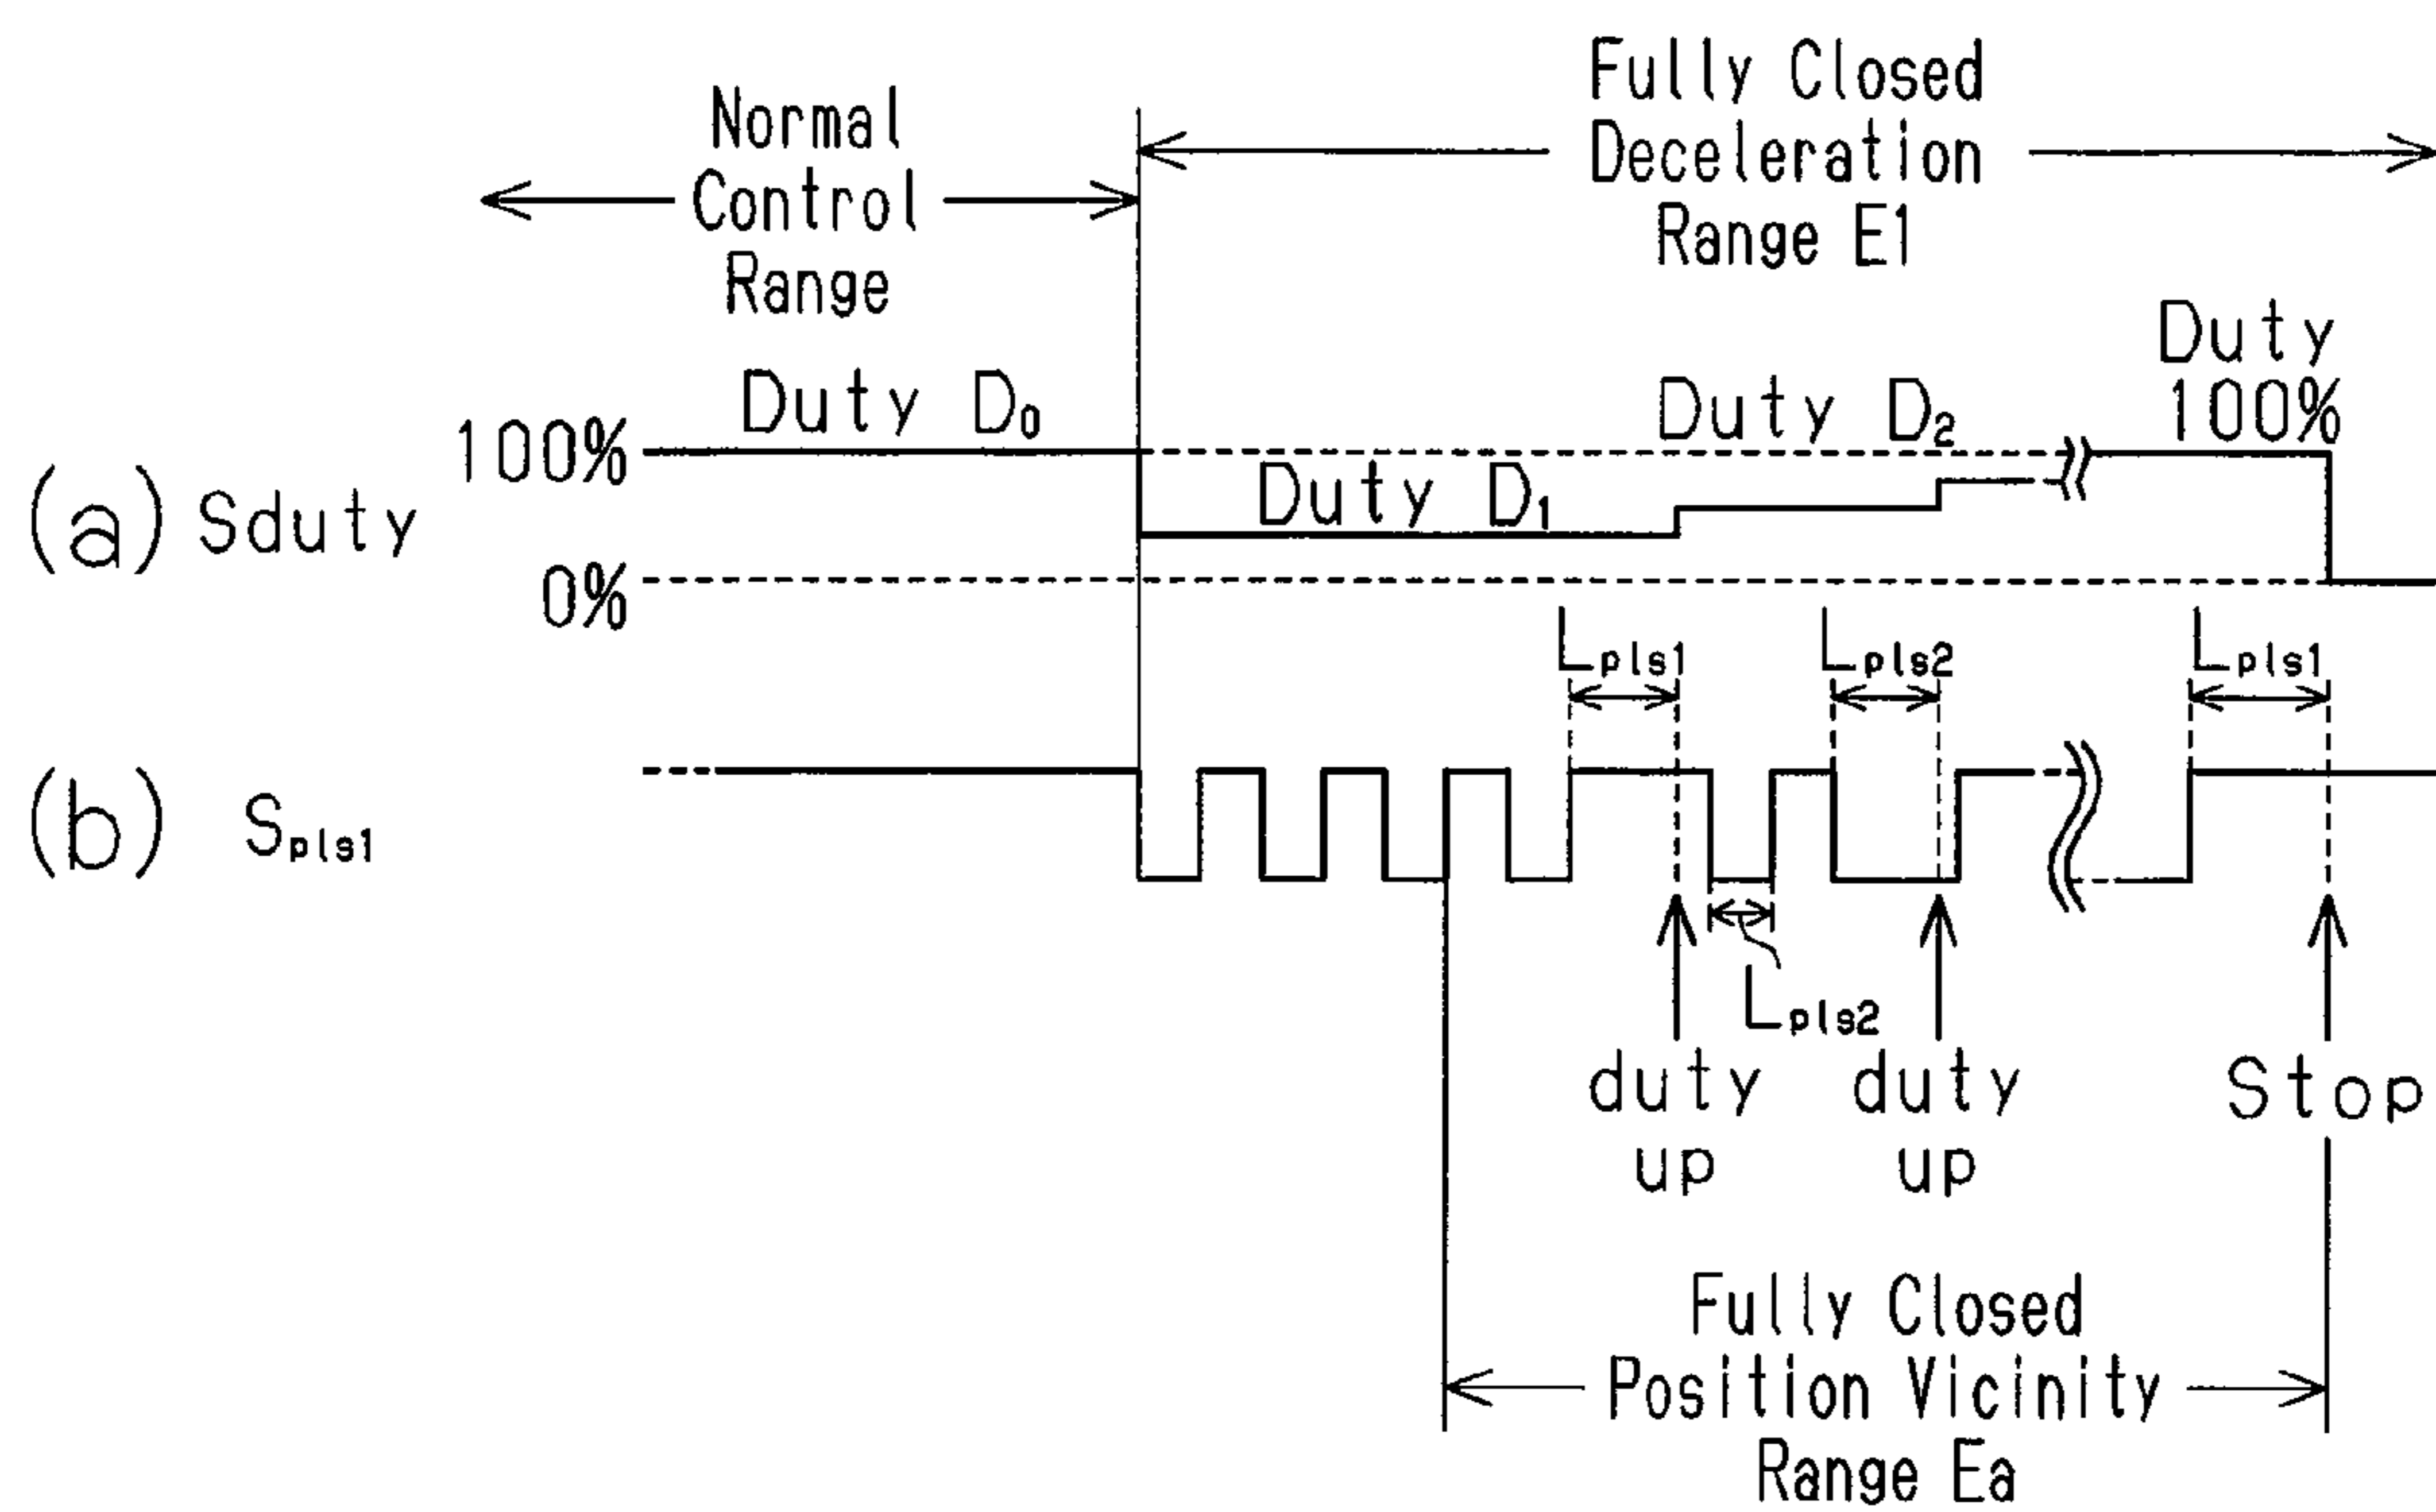 Normal
Control
Range
Fully Closed
Deceleration
Range E1
Duty
100%
Duty D₀
Duty D₂
100%
Duty D₁
(a) Sduty
0%
Lpls1
Lpls2
Lpls1
(b) Spls1
Lpls2
duty
up
duty
up
Stop
Fully Closed
Position Vicinity
Range Ea